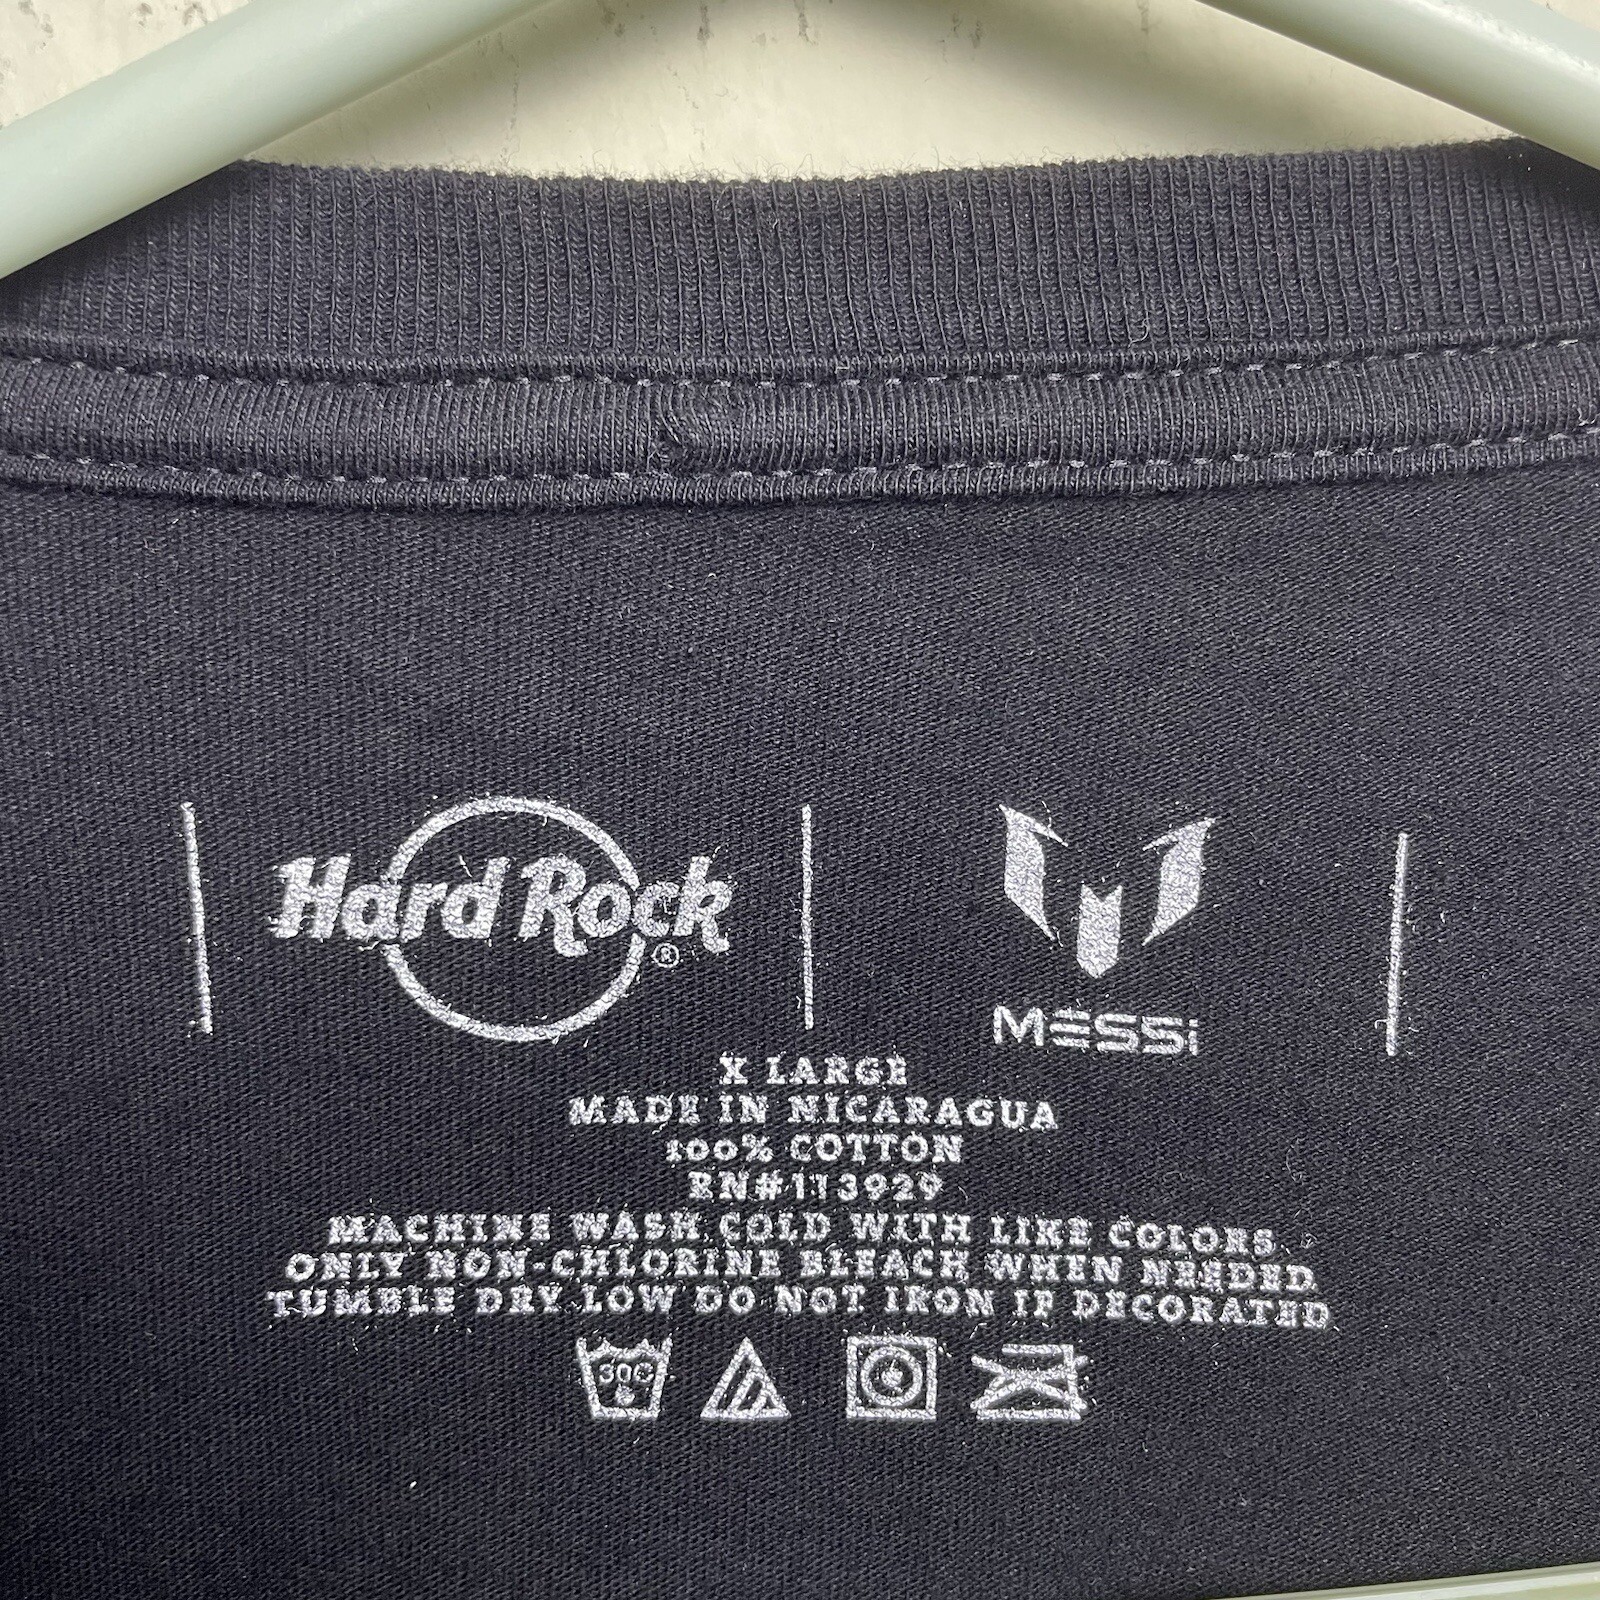 Hard Rock ®
MESSi
X LARGE
MADE IN NICARAGUA
100% COTTON
RN#113929
MACHINE WASH COLD WITH LIKE COLORS
ONLY NON-CHLORINE BLEACH WHEN NEEDED
TUMBLE DRY LOW DO NOT IRON IF DECORATED
30C